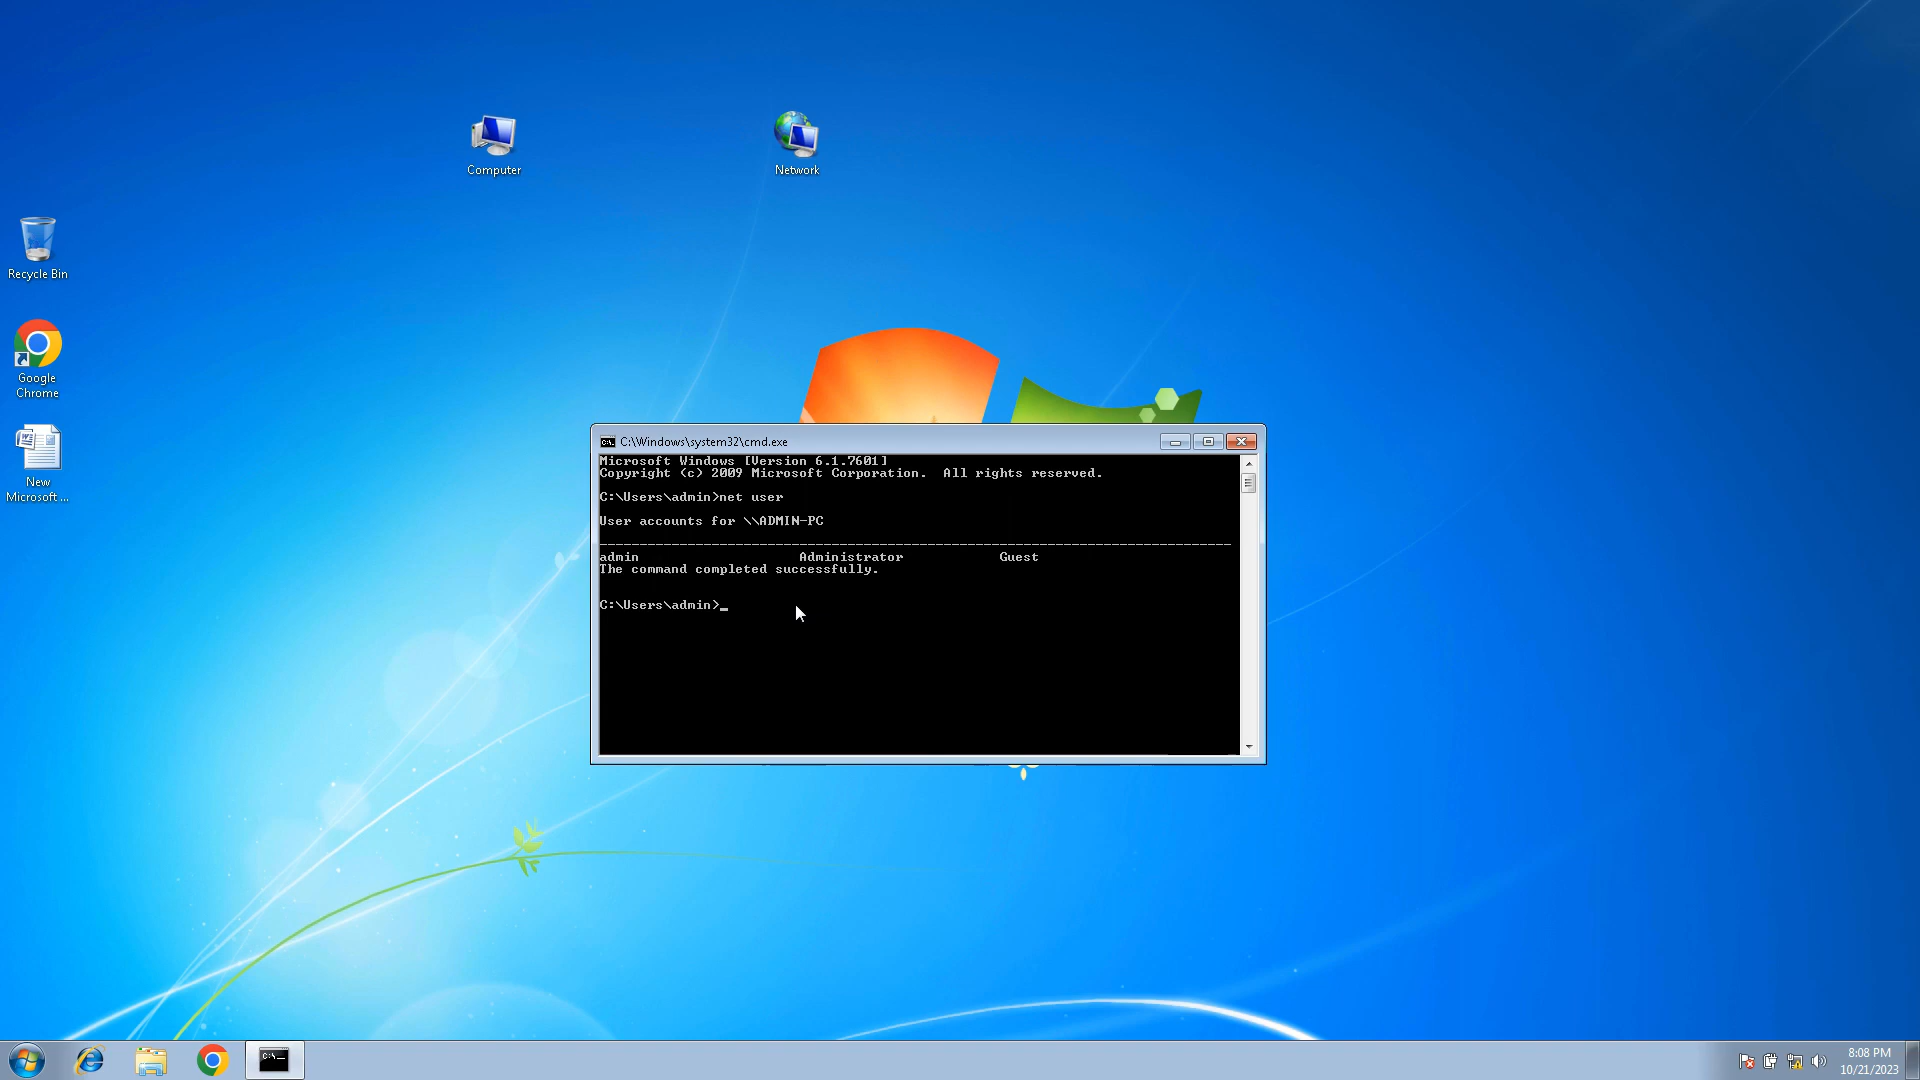 Computer
Network
Recycle Bin
Google
Chrome
New
Microsoft ...
C:\Windows\system32\cmd.exe
Microsoft Windows [Version 6.1.7601]
Copyright (c) 2009 Microsoft Corporation.  All rights reserved.
C:\Users\admin>net user
User accounts for \\ADMIN-PC
-------------------------------------------------------------------------------
admin                    Administrator            Guest
The command completed successfully.
C:\Users\admin>_
8:08 PM
10/21/2023